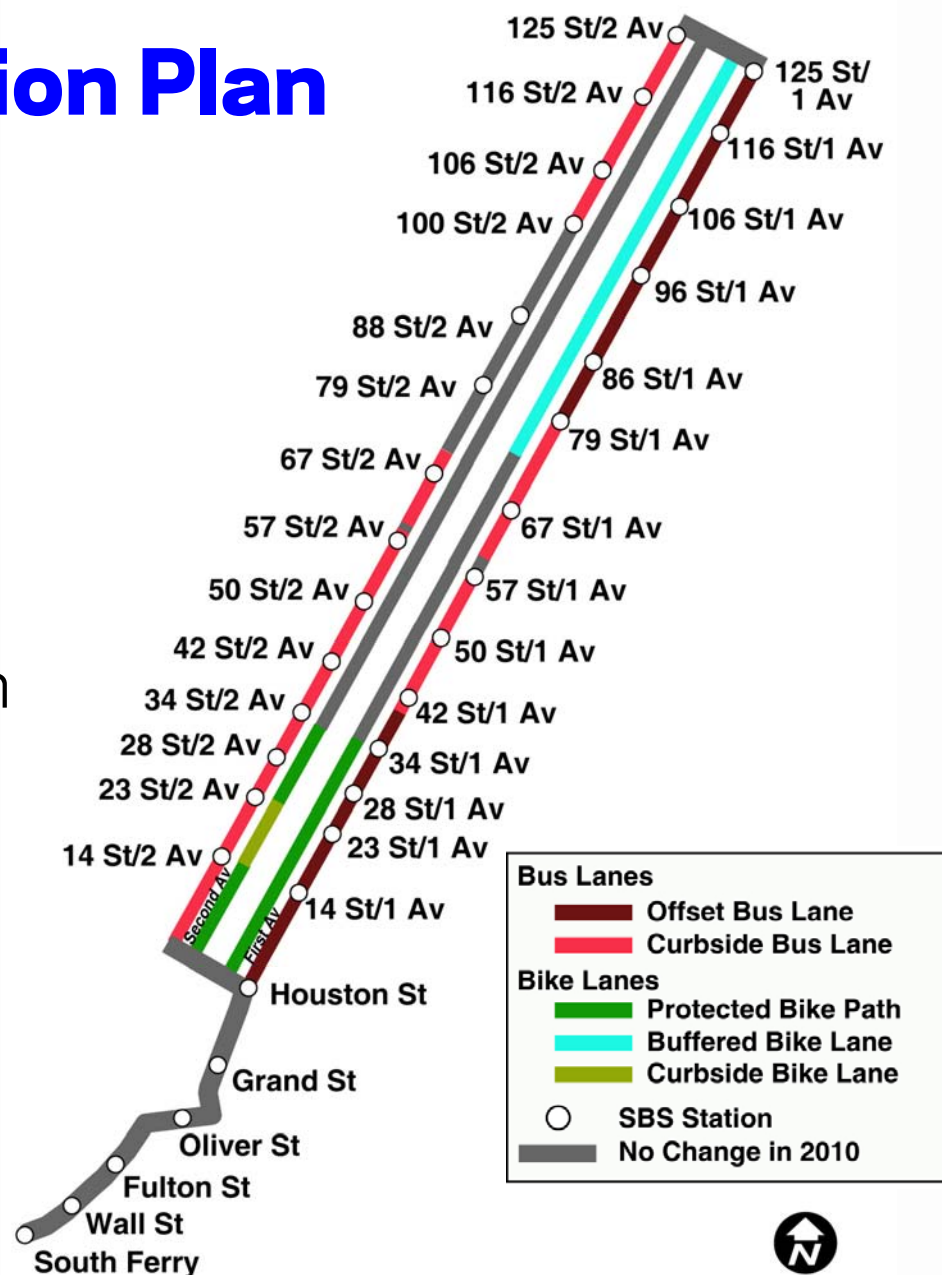 ion Plan
n
125 St/2 Av
116 St/2 Av
106 St/2 Av
100 St/2 Av
88 St/2 Av
79 St/2 Av
67 St/2 Av
57 St/2 Av
50 St/2 Av
42 St/2 Av
34 St/2 Av
28 St/2 Av
23 St/2 Av
14 St/2 Av
Second Av
First Av
125 St/
1 Av
116 St/1 Av
106 St/1 Av
96 St/1 Av
86 St/1 Av
79 St/1 Av
67 St/1 Av
57 St/1 Av
50 St/1 Av
42 St/1 Av
34 St/1 Av
28 St/1 Av
23 St/1 Av
14 St/1 Av
Houston St
Grand St
Oliver St
Fulton St
Wall St
South Ferry
Bus Lanes
Offset Bus Lane
Curbside Bus Lane
Bike Lanes
Protected Bike Path
Buffered Bike Lane
Curbside Bike Lane
SBS Station
No Change in 2010
N